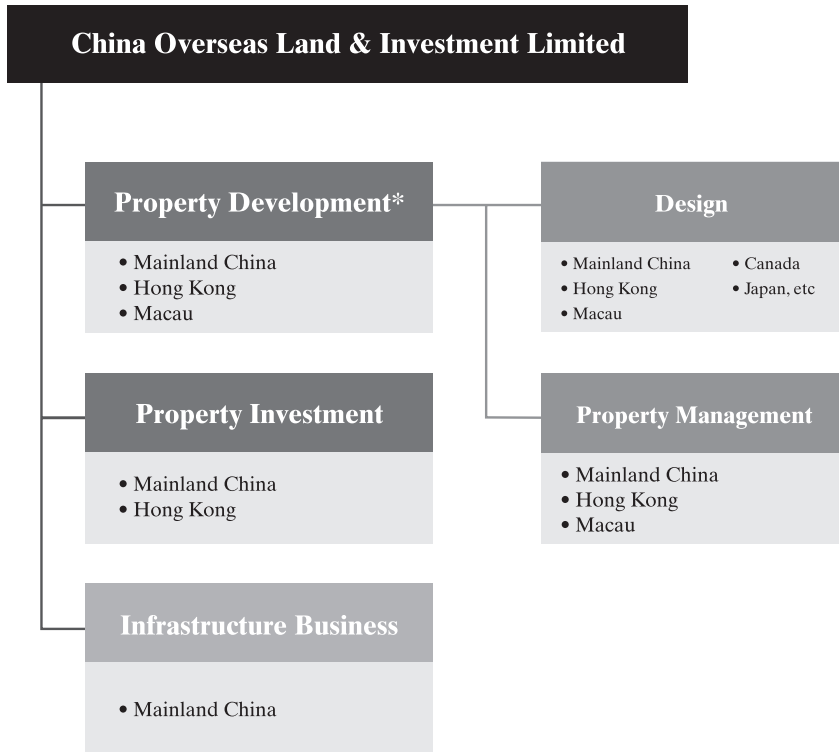 China Overseas Land & Investment Limited
Property Development*
• Mainland China
• Hong Kong
• Macau
Design
• Mainland China
• Hong Kong
• Macau
• Canada
• Japan, etc
Property Investment
• Mainland China
• Hong Kong
Property Management
• Mainland China
• Hong Kong
• Macau
Infrastructure Business
• Mainland China